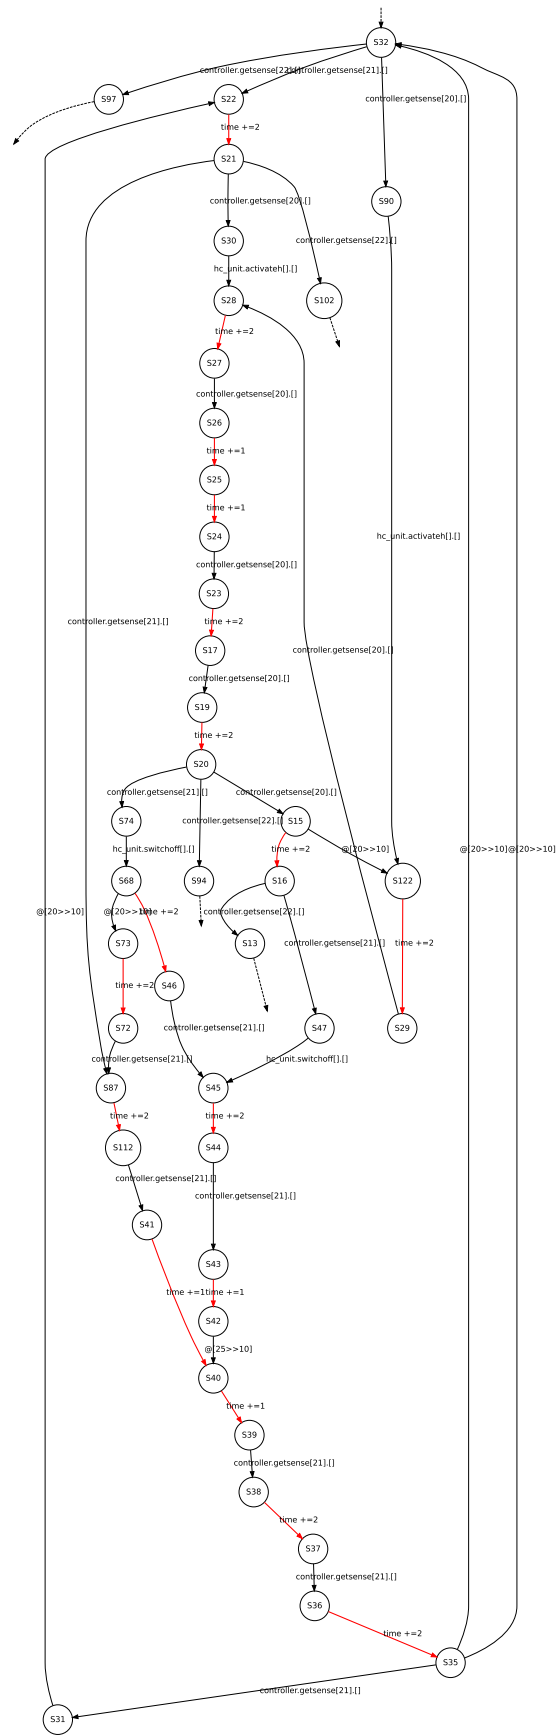 S32
controller.getsense[22].[]
controller.getsense[21].[]
S97
S22
controller.getsense[20].[]
time +=2
S21
controller.getsense[20].[]
S90
S30
controller.getsense[22].[]
hc_unit.activateh[].[]
S28
S102
time +=2
S27
controller.getsense[20].[]
S26
time +=1
S25
time +=1
S24
hc_unit.activateh[].[]
controller.getsense[20].[]
S23
controller.getsense[21].[]
time +=2
S17
controller.getsense[20].[]
controller.getsense[20].[]
S19
time +=2
S20
controller.getsense[21].[]
controller.getsense[20].[]
S74
controller.getsense[22].[]
S15
hc_unit.switchoff[].[]
time +=2
@[20>>10]
@[20>>10]
@[20>>10]
S68
S94
S16
S122
@[20>>10]
@[20>>10]
time +=2
controller.getsense[22].[]
S73
S13
controller.getsense[21].[]
time +=2
time +=2
S46
S72
controller.getsense[21].[]
S47
S29
controller.getsense[21].[]
hc_unit.switchoff[].[]
S87
S45
time +=2
time +=2
S112
S44
controller.getsense[21].[]
controller.getsense[21].[]
S41
S43
time +=1
time +=1
S42
@[25>>10]
S40
time +=1
S39
controller.getsense[21].[]
S38
time +=2
S37
controller.getsense[21].[]
S36
time +=2
S35
controller.getsense[21].[]
S31